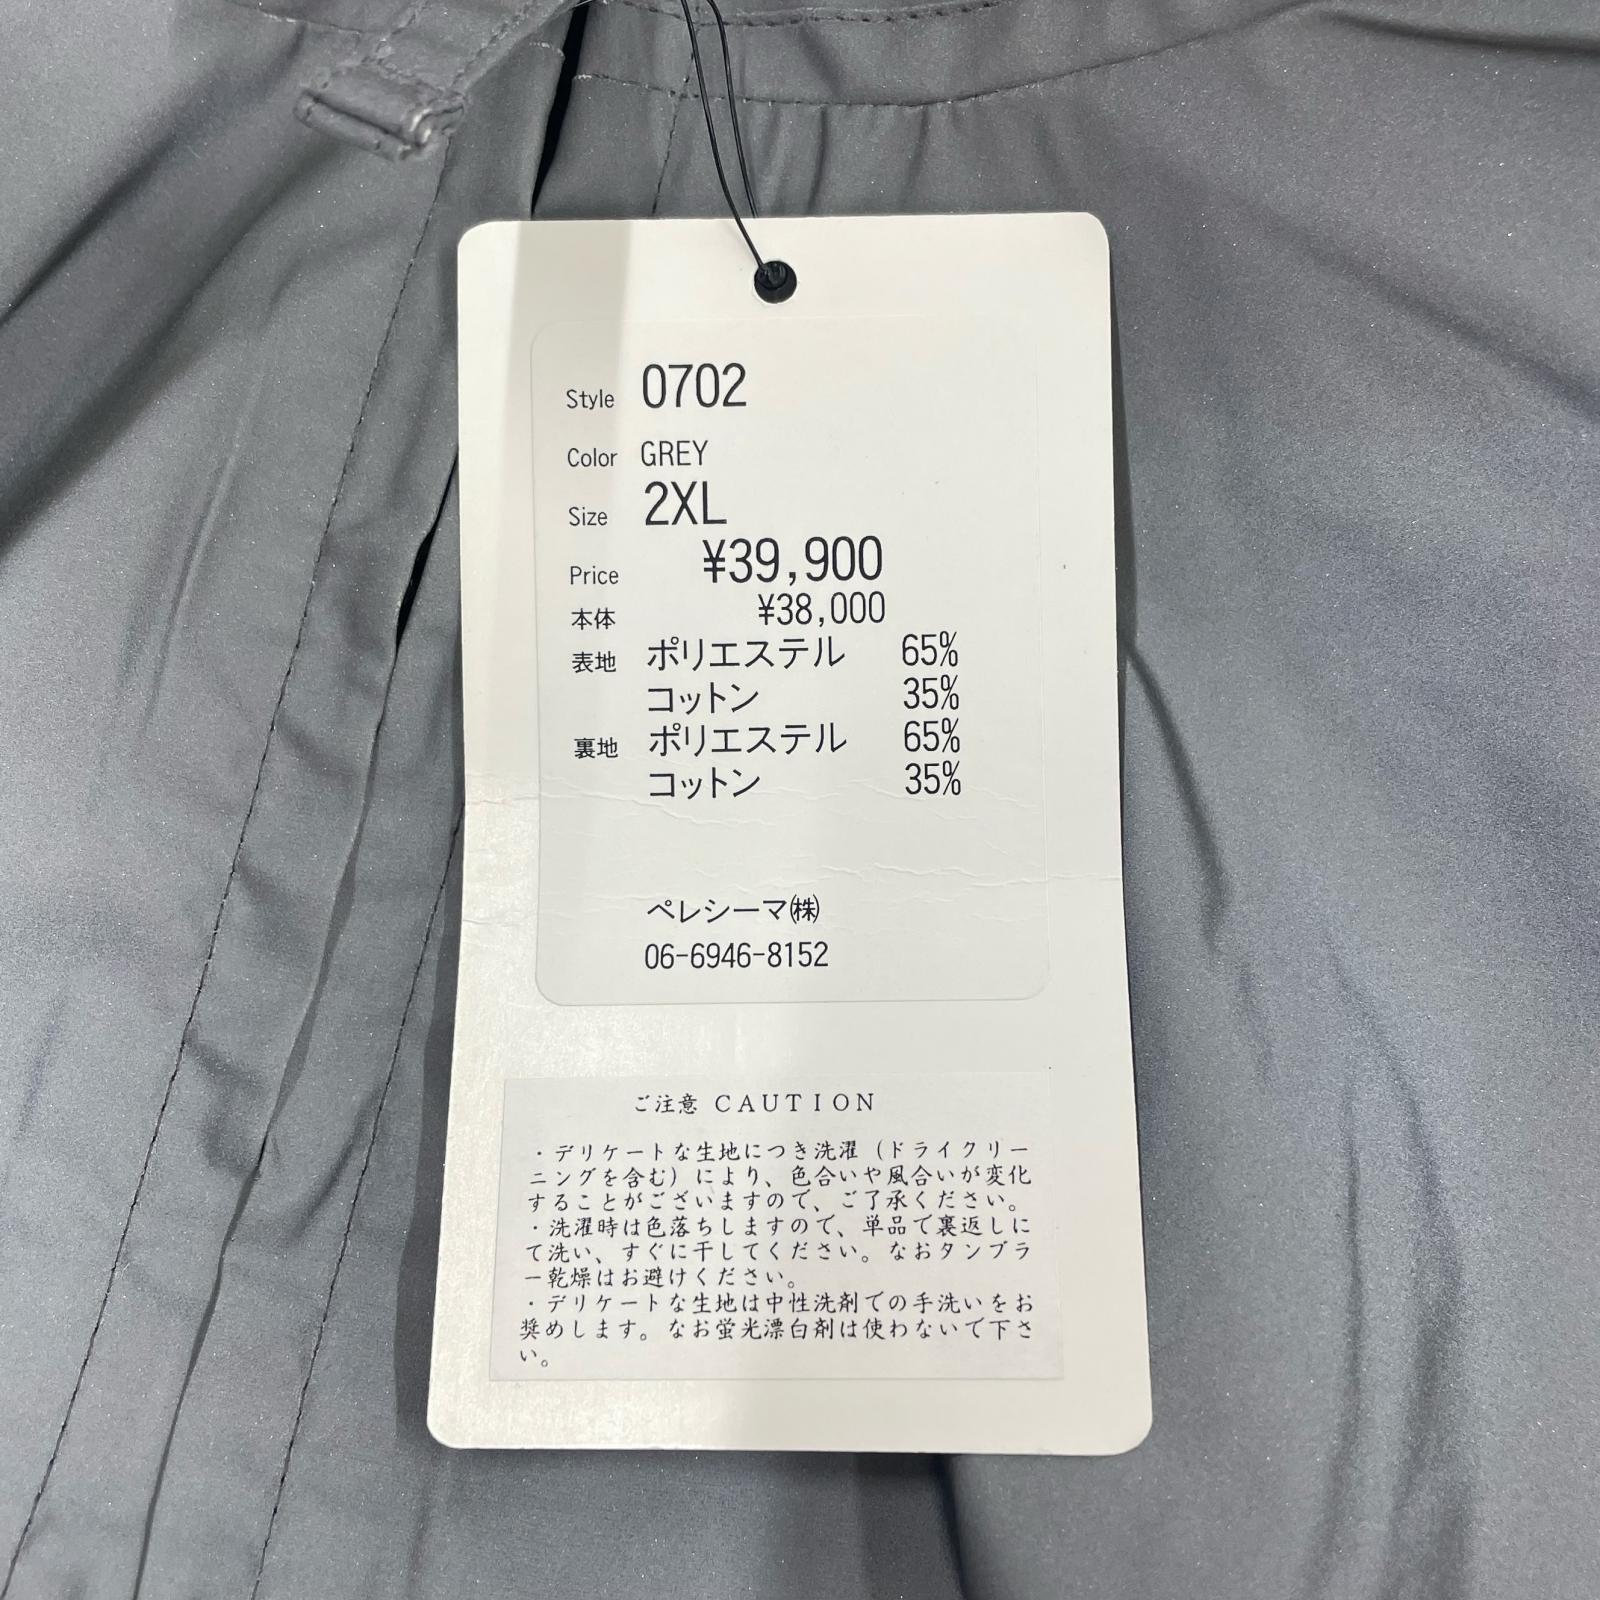 Style 0702
Color GREY
Size 2XL
Price ¥39,900
本体 ¥38,000
表地 ポリエステル 65%
コットン 35%
裏地 ポリエステル 65%
コットン 35%
ペレシーマ㈱
06-6946-8152
ご注意 CAUTION
・デリケートな生地につき洗濯（ドライクリー
ニングを含む）により、色合いや風合いが変化
することがございますので、ご了承ください。
・洗濯時は色落ちしますので、単品で裏返しに
て洗い、すぐに干してください。なおタンブラ
ー乾燥はお避けください。
・デリケートな生地は中性洗剤での手洗いをお
奨めします。なお蛍光漂白剤は使わないで下さ
い。